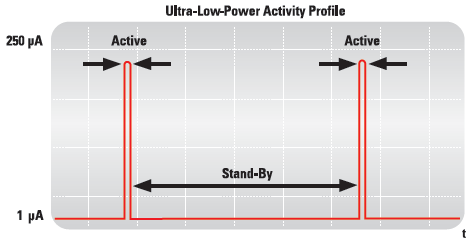 Ultra-Low-Power Activity Profile
250 µA
Active
Active
Stand-By
1 µA
t